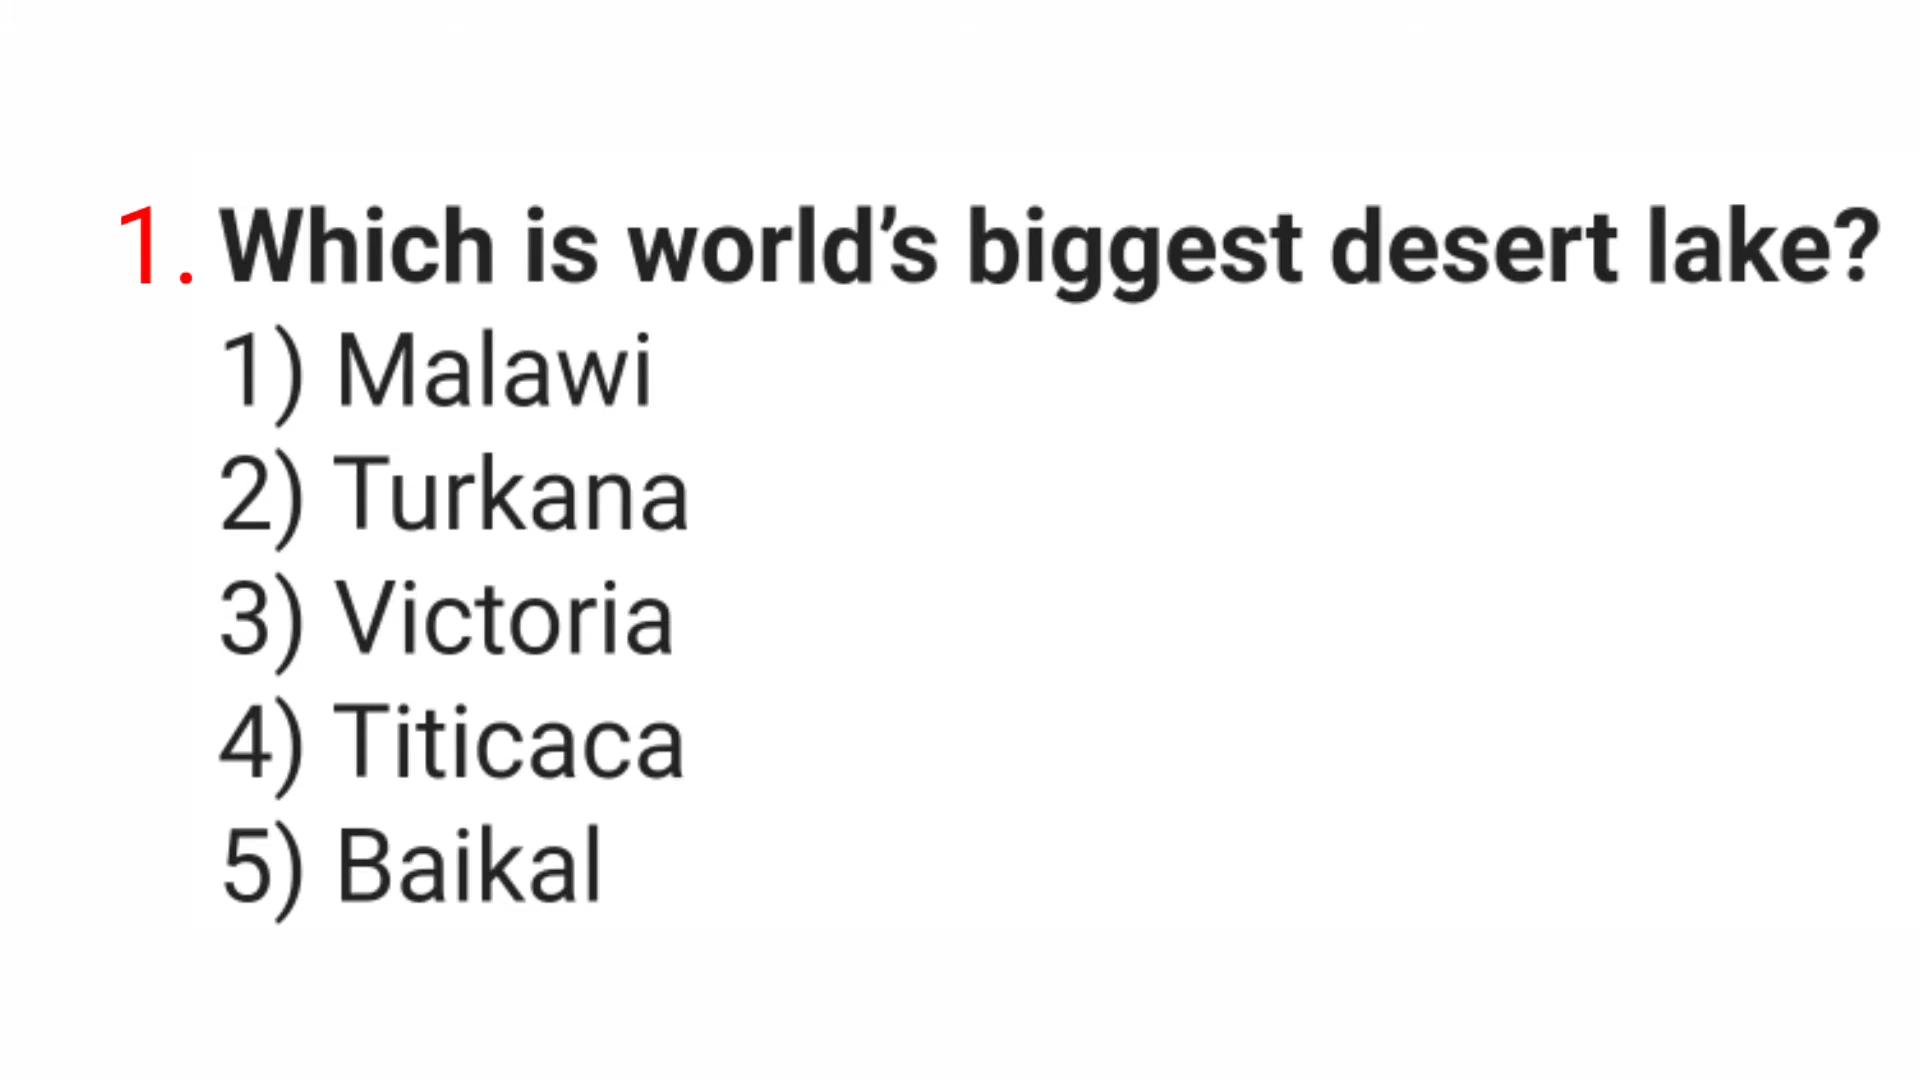 1. Which is world’s biggest desert lake?
1) Malawi
2) Turkana
3) Victoria
4) Titicaca
5) Baikal